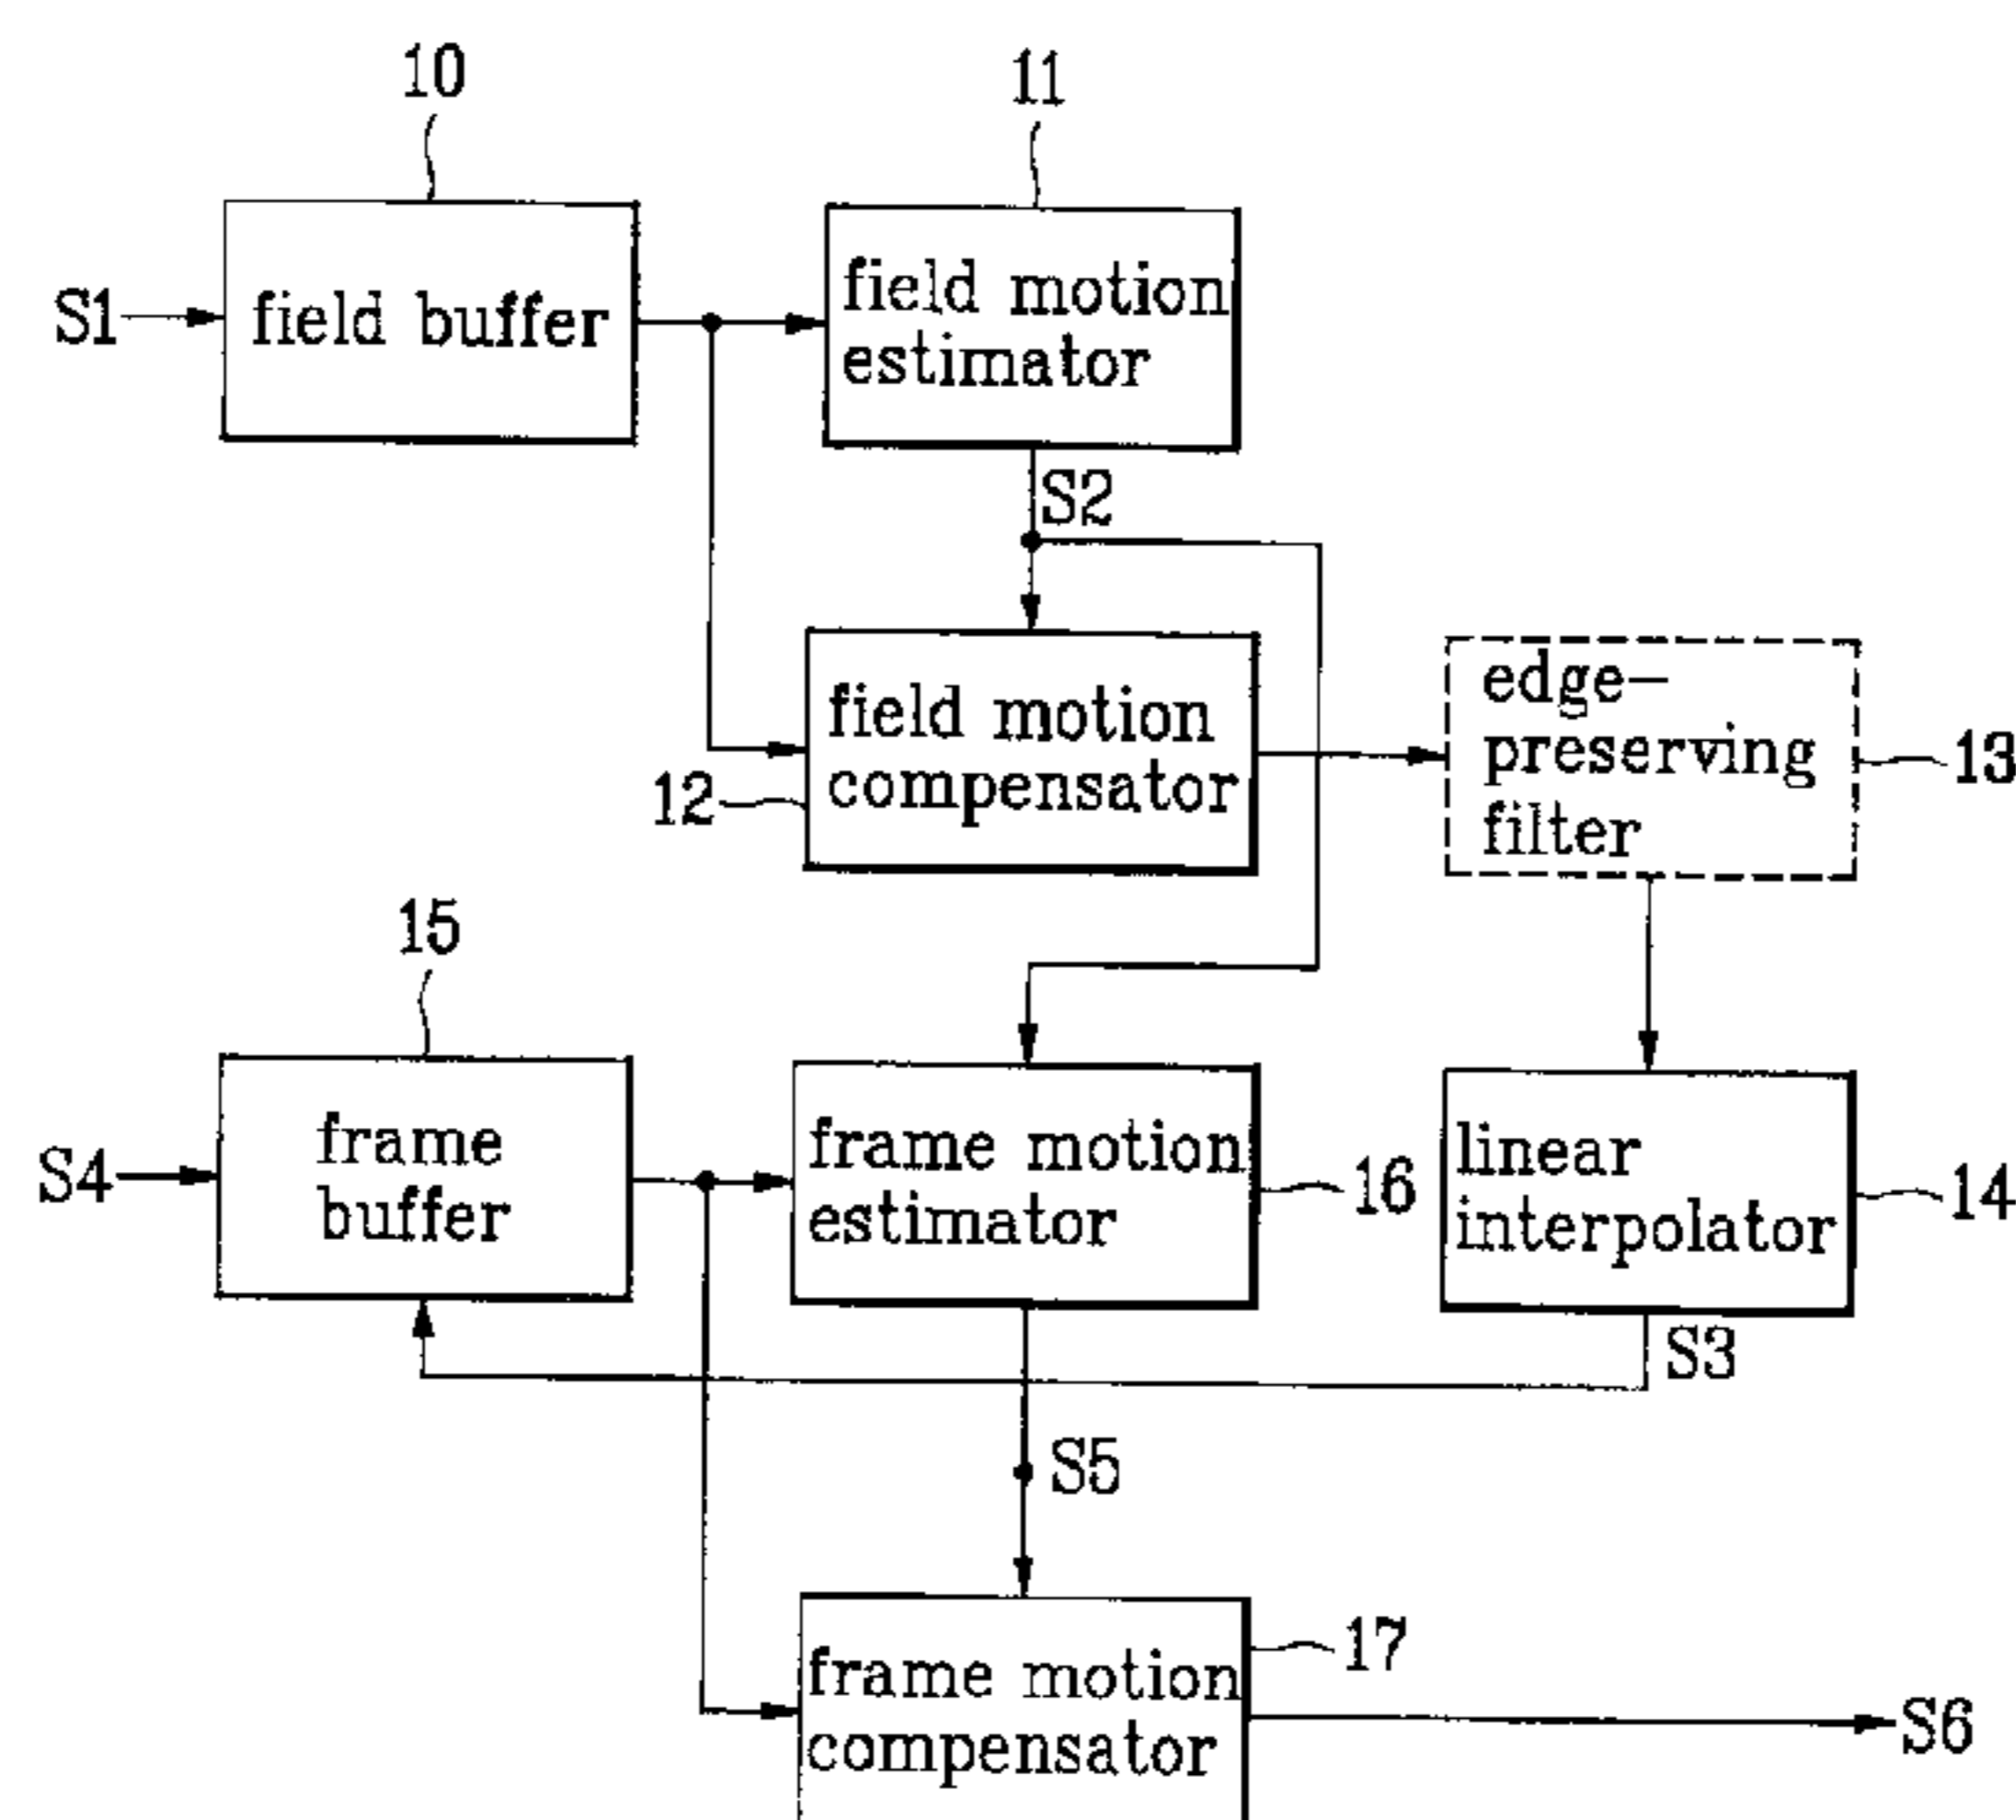 10
11
S1
field buffer
field motion
estimator
S2
field motion
compensator
12
edge-
preserving
filter
13
15
S4
frame
buffer
frame motion
estimator
16
linear
interpolator
14
S3
S5
17
frame motion
compensator
S6